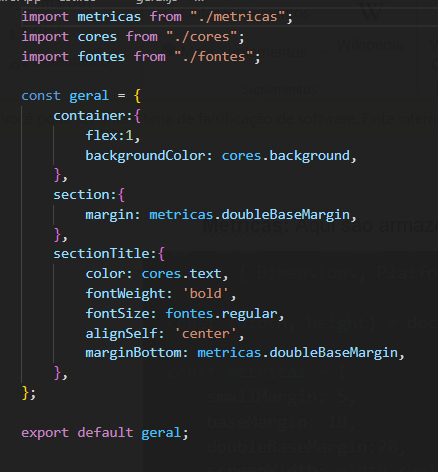 import metricas from "./metricas";
import cores from "./cores";
import fontes from "./fontes";
const geral = {
    container:{
        flex:1,
        backgroundColor: cores.background,
    },
    section:{
        margin: metricas.doubleBaseMargin,
    },
    sectionTitle:{
        color: cores.text,
        fontWeight: 'bold',
        fontSize: fontes.regular,
        alignSelf: 'center',
        marginBottom: metricas.doubleBaseMargin,
    },
};
export default geral;